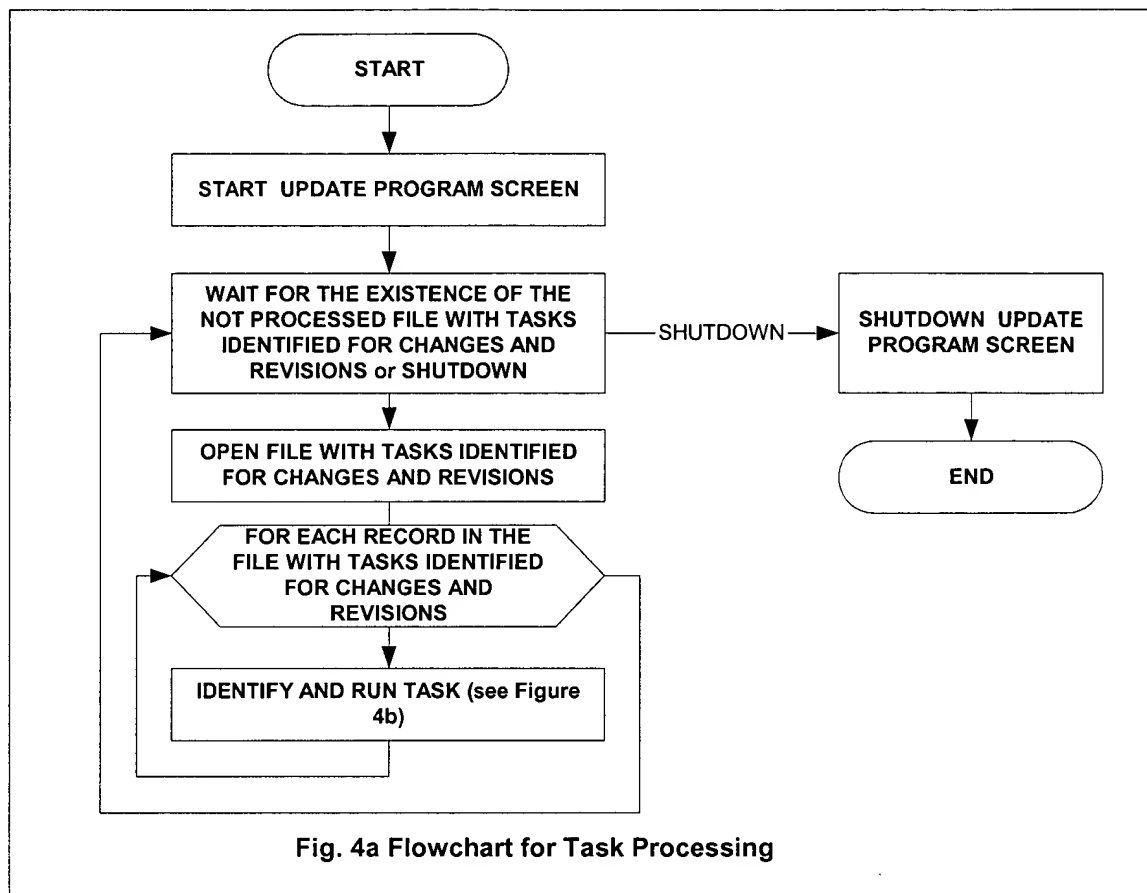 START
START UPDATE PROGRAM SCREEN
WAIT FOR THE EXISTENCE OF THE
NOT PROCESSED FILE WITH TASKS
IDENTIFIED FOR CHANGES AND
REVISIONS or SHUTDOWN
SHUTDOWN
SHUTDOWN UPDATE
PROGRAM SCREEN
OPEN FILE WITH TASKS IDENTIFIED
FOR CHANGES AND REVISIONS
END
FOR EACH RECORD IN THE
FILE WITH TASKS IDENTIFIED
FOR CHANGES AND
REVISIONS
IDENTIFY AND RUN TASK (see Figure
4b)
Fig. 4a Flowchart for Task Processing